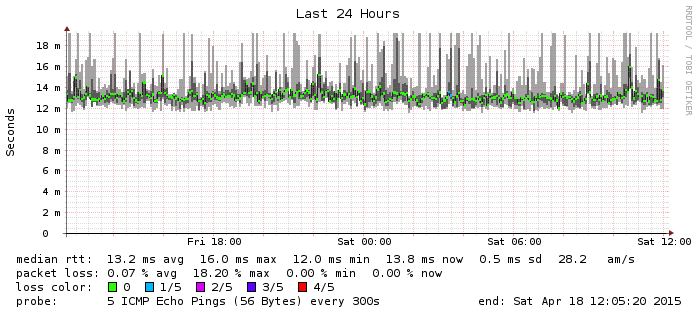 Last 24 Hours
RRDTOOL / TOBI OETIKER
Seconds
18 m
16 m
14 m
12 m
10 m
8 m
6 m
4 m
2 m
0
Fri 18:00 Sat 00:00 Sat 06:00 Sat 12:00
median rtt: 13.2 ms avg 16.0 ms max 12.0 ms min 13.8 ms now 0.5 ms sd 28.2 am/s
packet loss: 0.07 % avg 18.20 % max 0.00 % min 0.00 % now
loss color: 0 1/5 2/5 3/5 4/5
probe: 5 ICMP Echo Pings (56 Bytes) every 300s end: Sat Apr 18 12:05:20 2015